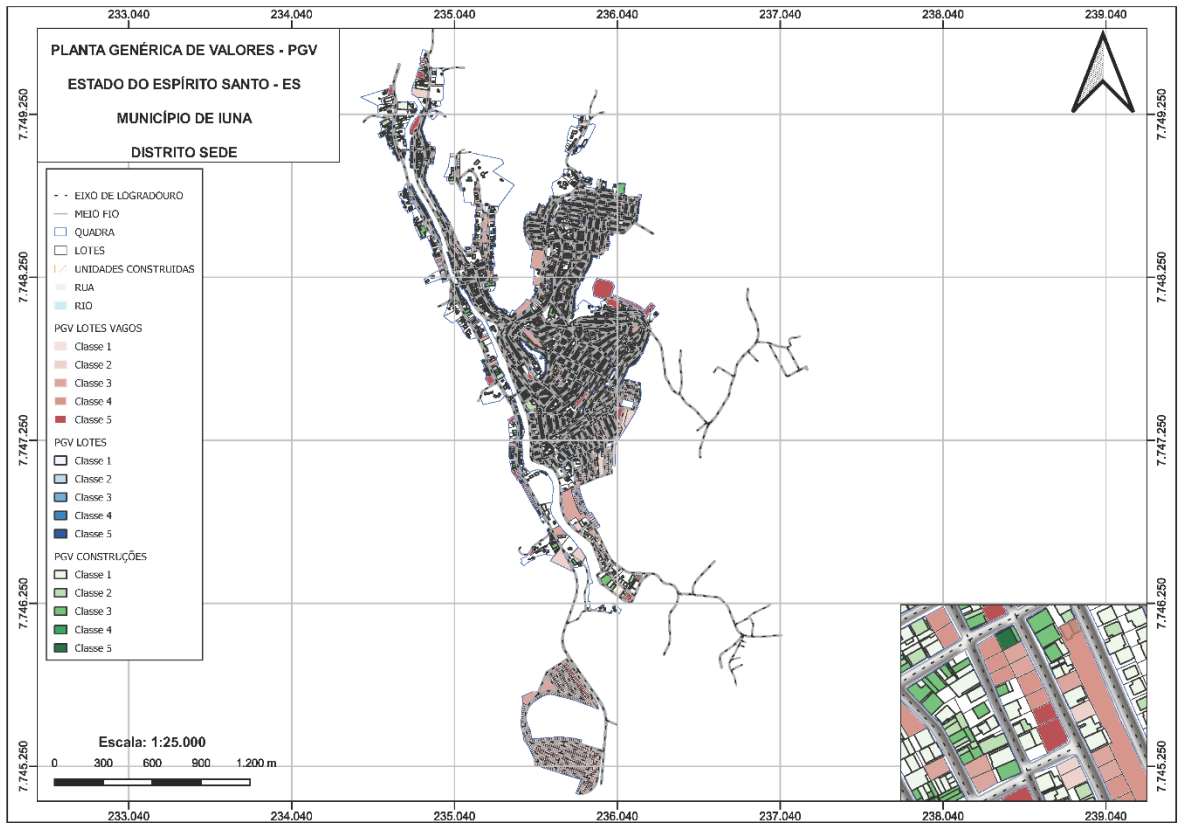 233.040 234.040 235.040 236.040 237.040 238.040 239.040
PLANTA GENÉRICA DE VALORES - PGV
ESTADO DO ESPÍRITO SANTO - ES
MUNICÍPIO DE IUNA
DISTRITO SEDE
7.749.250 7.749.250
EIXO DE LOGRADOURO
MEIO FIO
QUADRA
LOTES
UNIDADES CONSTRUIDAS
RUA
RIO
7.748.250 7.748.250
PGV LOTES VAGOS
Classe 1
Classe 2
Classe 3
Classe 4
Classe 5
7.747.250 7.747.250
PGV LOTES
Classe 1
Classe 2
Classe 3
Classe 4
Classe 5
PGV CONSTRUÇÕES
Classe 1
Classe 2
Classe 3
Classe 4
Classe 5
7.746.250 7.746.250
Escala: 1:25.000
0 300 600 900 1.200 m
7.745.250 7.745.250
233.040 234.040 235.040 236.040 237.040 238.040 239.040